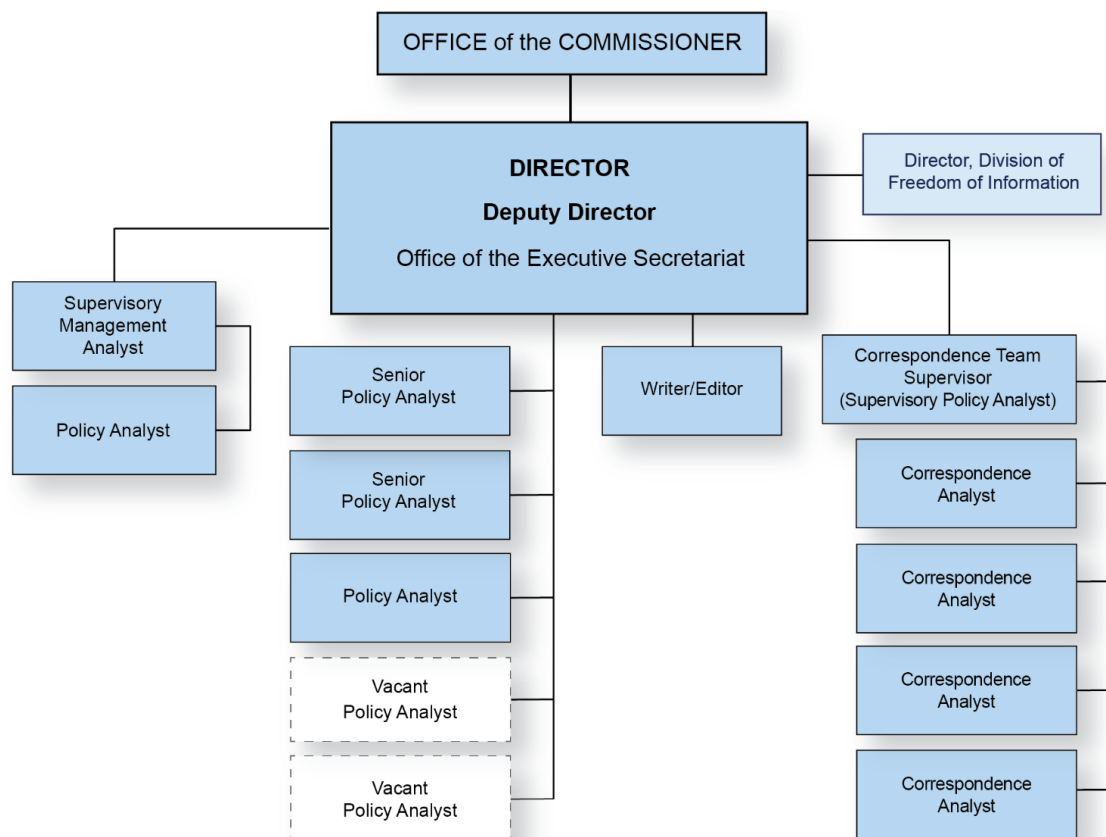 OFFICE of the COMMISSIONER
DIRECTOR
Deputy Director
Office of the Executive Secretariat
Director, Division of
Freedom of Information
Supervisory
Management
Analyst
Policy Analyst
Senior
Policy Analyst
Senior
Policy Analyst
Policy Analyst
Vacant
Policy Analyst
Vacant
Policy Analyst
Writer/Editor
Correspondence Team
Supervisor
(Supervisory Policy Analyst)
Correspondence
Analyst
Correspondence
Analyst
Correspondence
Analyst
Correspondence
Analyst